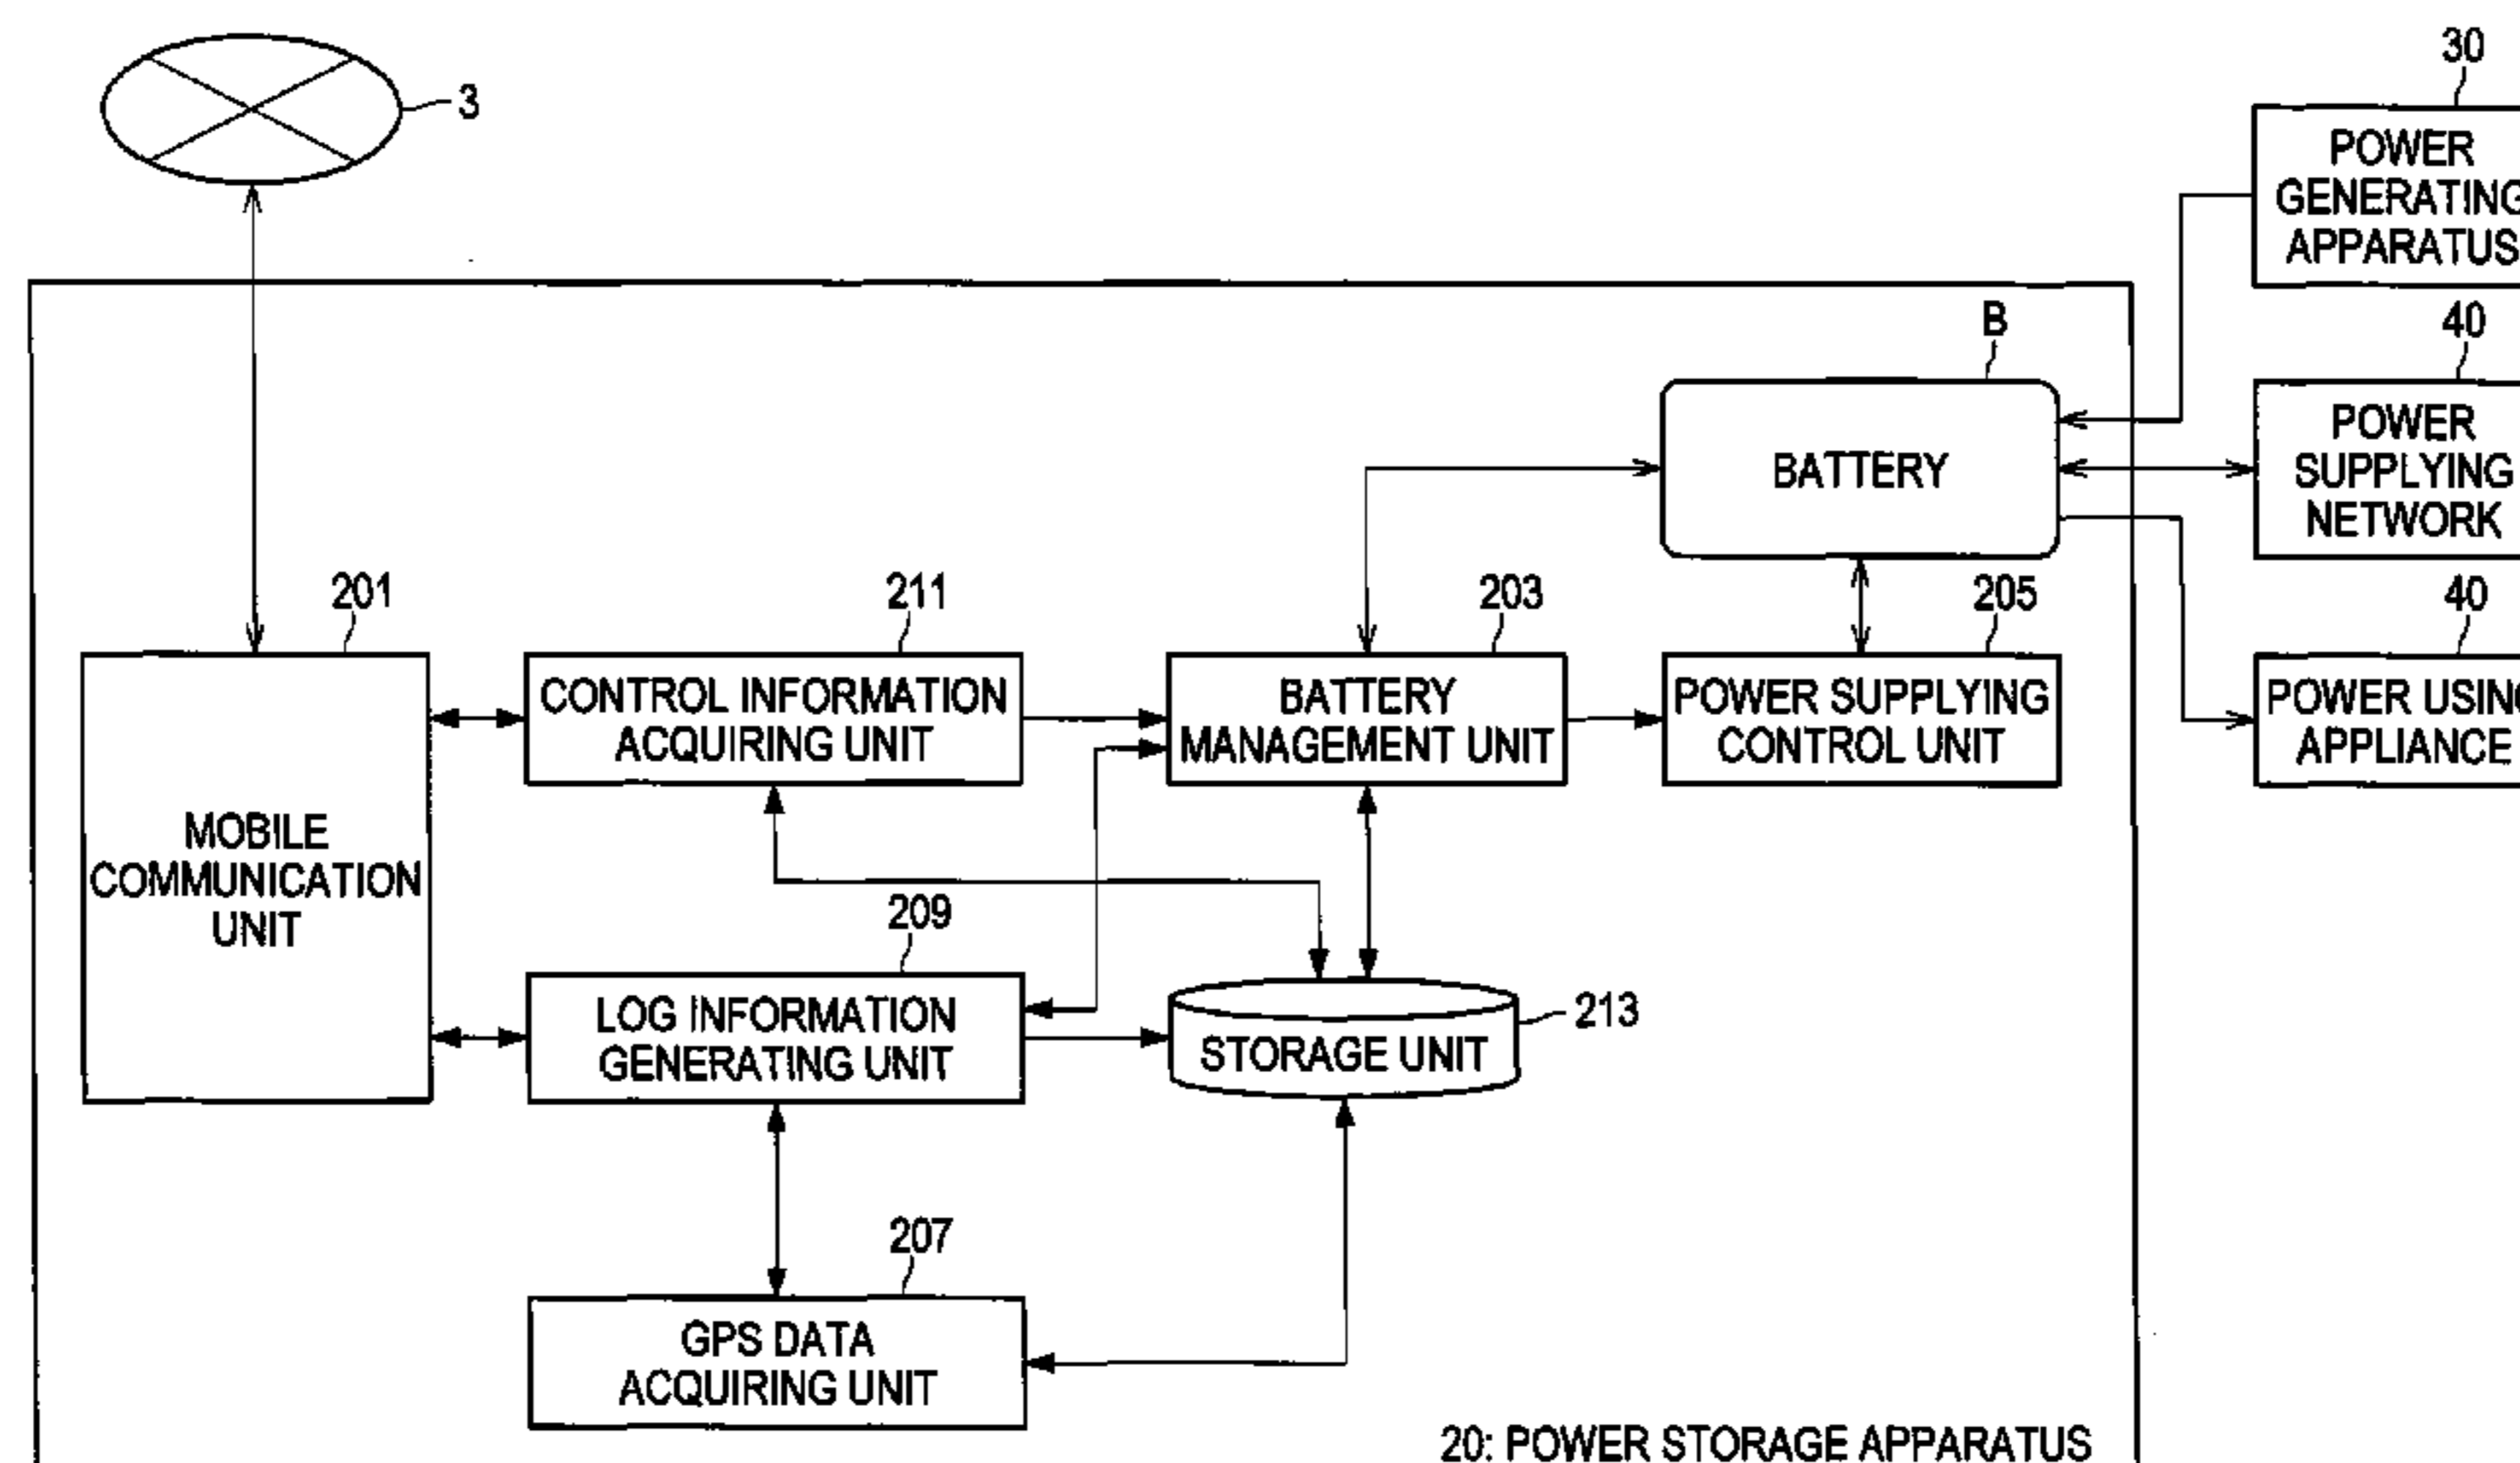 3
30
POWER
GENERATING
APPARATUS
B
40
BATTERY
POWER
SUPPLYING
NETWORK
201
211
203
205
40
MOBILE
COMMUNICATION
UNIT
CONTROL INFORMATION
ACQUIRING UNIT
BATTERY
MANAGEMENT UNIT
POWER SUPPLYING
CONTROL UNIT
POWER USING
APPLIANCE
209
LOG INFORMATION
GENERATING UNIT
STORAGE UNIT
213
207
GPS DATA
ACQUIRING UNIT
20: POWER STORAGE APPARATUS